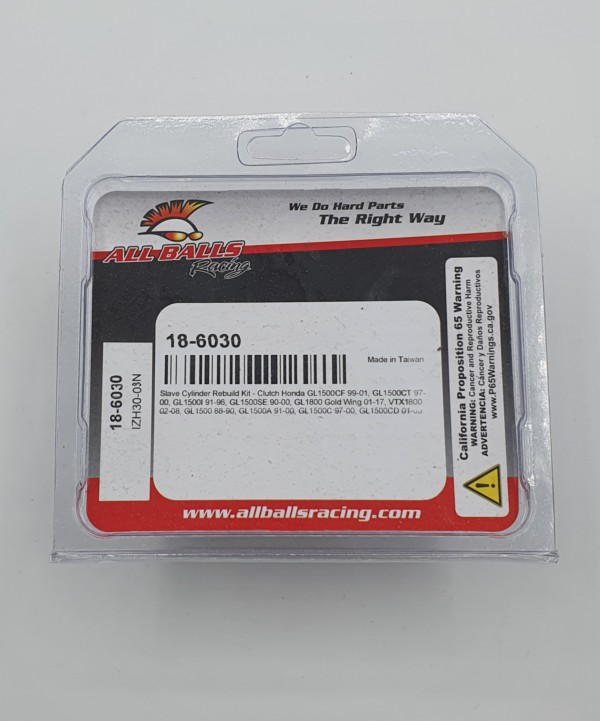 We Do Hard Parts
The Right Way
ALL BALLS
Racing
18-6030
Made in Taiwan
Slave Cylinder Rebuild Kit - Clutch Honda GL1500CF 99-01, GL1500CT 97-
00, GL1500I 91-96, GL1500SE 90-00, GL1800 Gold Wing 01-17, VTX1800
02-08, GL1500 88-90, GL1500A 91-00, GL1500C 97-00, GL1500CD 01-03
18-6030
IZH30-03N
California Proposition 65 Warning
WARNING: Cancer and Reproductive Harm
ADVERTENCIA: Cáncer y Daños Reproductivos
www.P65Warnings.ca.gov
www.allballsracing.com